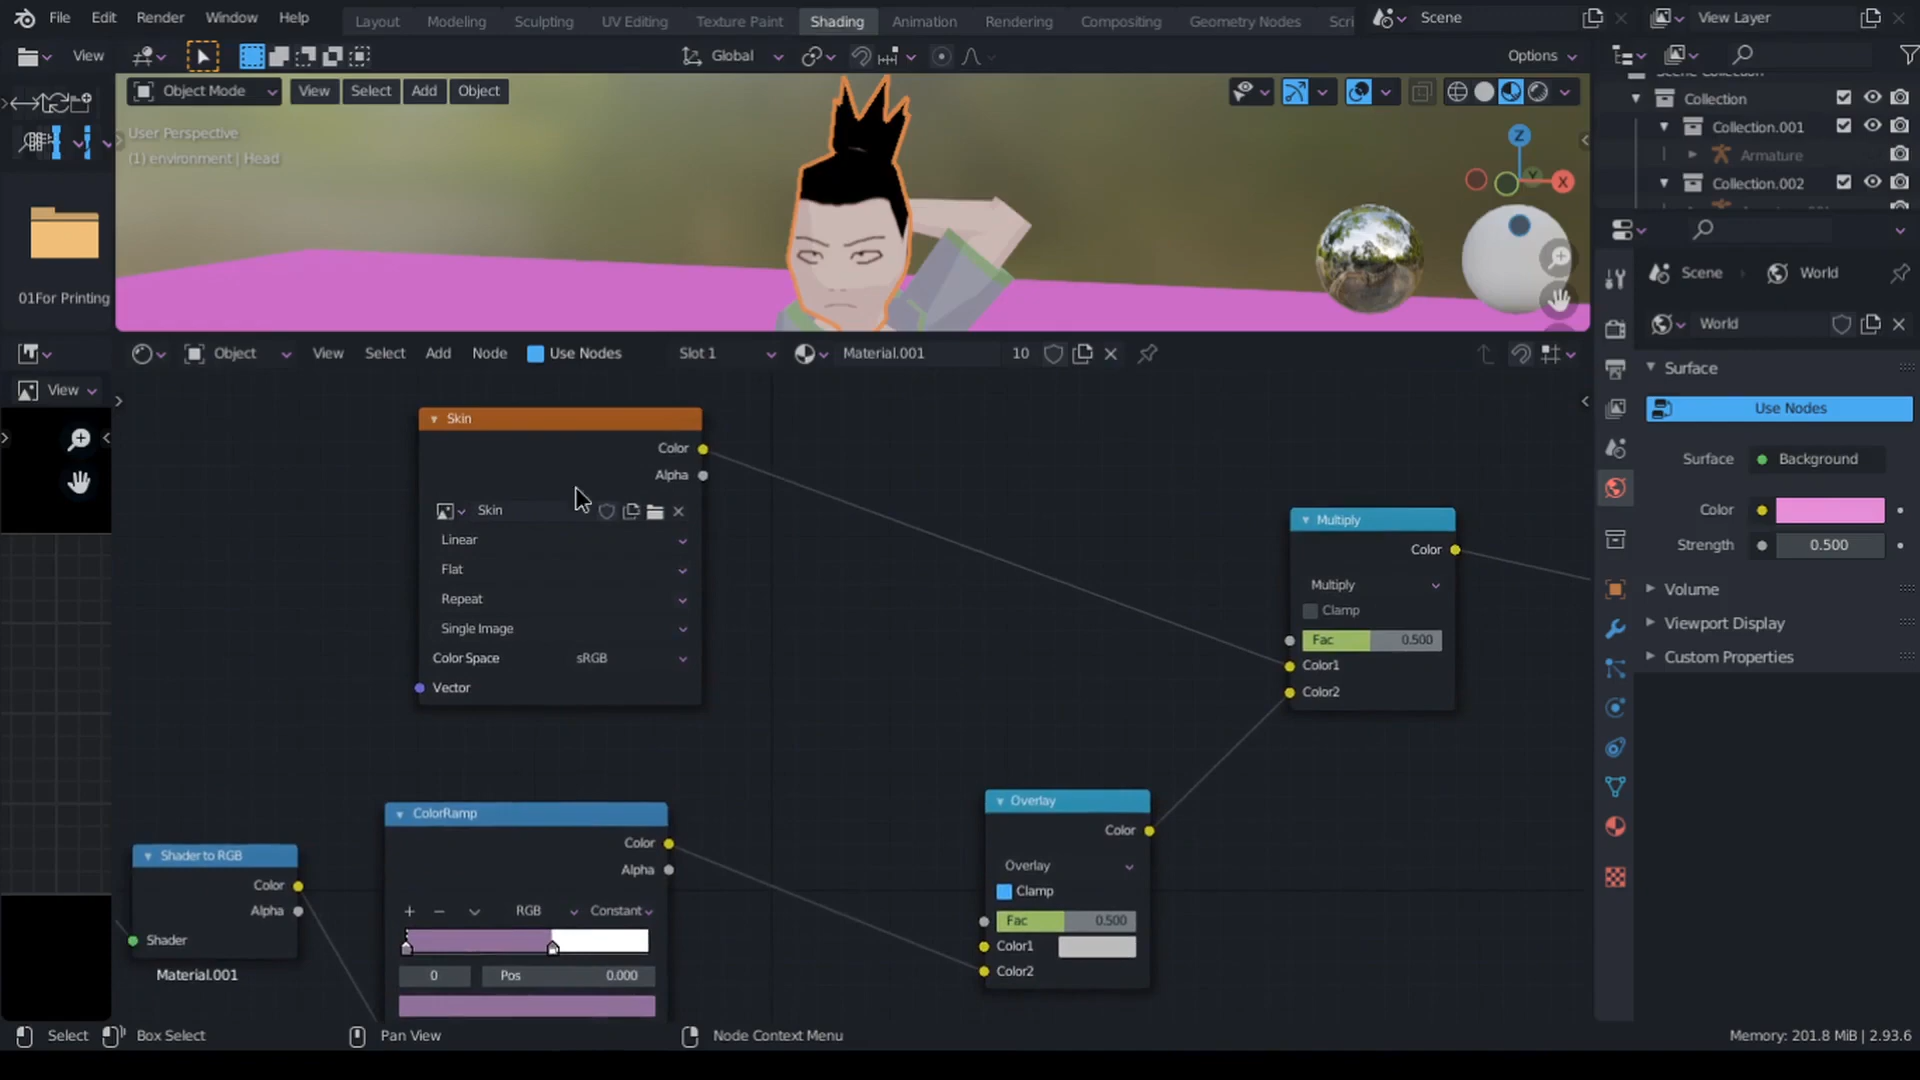 File Edit Render Window Help Layout Modeling Sculpting UV Editing Texture Paint Shading Animation Rendering Compositing Geometry Nodes Scri Scene View Layer
View Global Options
Object Mode View Select Add Object
User Perspective
(1) environment | Head
Z
X
Y
01For Printing
Collection
Collection.001
Armature
Collection.002
Scene World
World
Surface
Use Nodes
Surface Background
Color
Strength 0.500
Volume
Viewport Display
Custom Properties
Object View Select Add Node Use Nodes Slot 1 Material.001 10
View
Skin
Color
Alpha
Skin
Linear
Flat
Repeat
Single Image
Color Space sRGB
Vector
Multiply
Color
Multiply
Clamp
Fac 0.500
Color1
Color2
Overlay
Color
Overlay
Clamp
Fac 0.500
Color1
Color2
ColorRamp
Color
Alpha
+ − RGB Constant
0 Pos 0.000
Shader to RGB
Color
Alpha
Shader
Material.001
Select Box Select Pan View Node Context Menu Memory: 201.8 MiB | 2.93.6